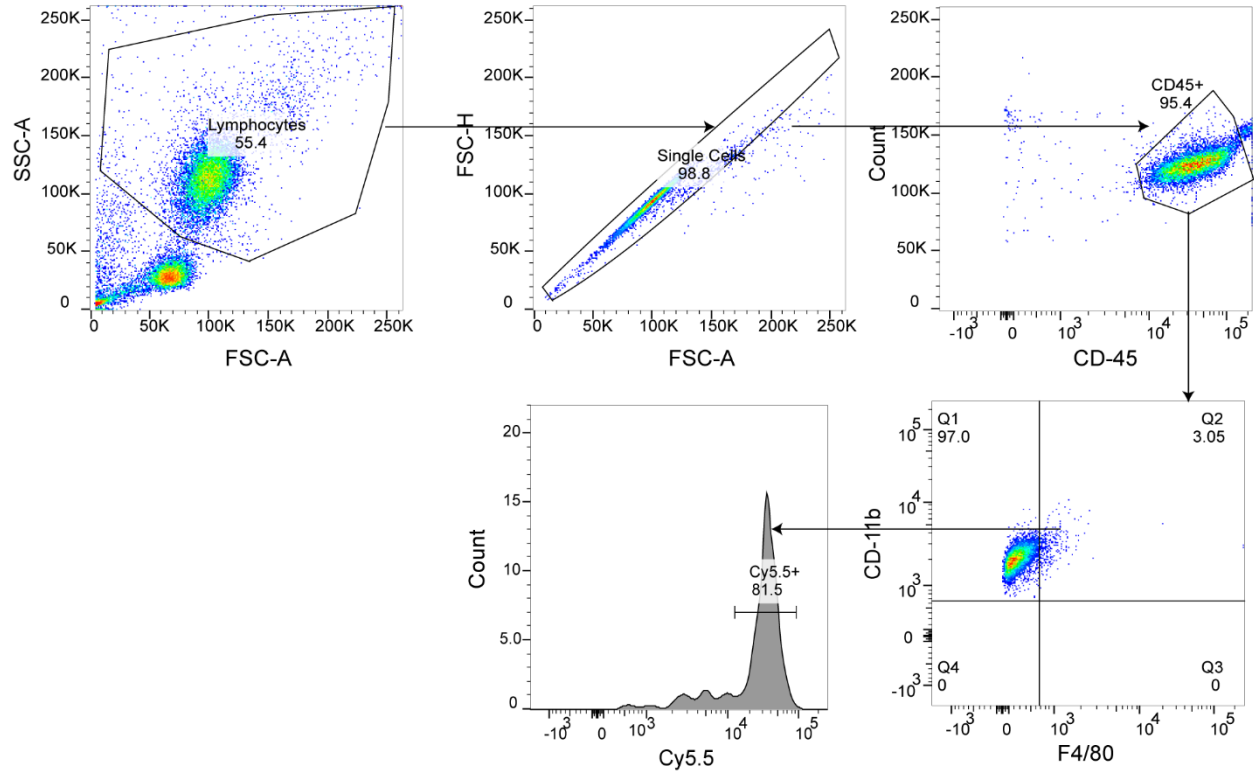 250K
200K
150K
100K
50K
0
SSC-A
Lymphocytes
55.4
0 50K 100K 150K 200K 250K
FSC-A
250K
200K
150K
100K
50K
0
FSC-H
Single Cells
98.8
0 50K 100K 150K 200K 250K
FSC-A
250K
200K
150K
100K
50K
0
Count
CD45+
95.4
-10³ 0 10³ 10⁴ 10⁵
CD-45
20
15
10
5.0
0
Count
Cy5.5+
81.5
-10³ 0 10³ 10⁴ 10⁵
Cy5.5
Q1
97.0
Q2
3.05
10⁵
10⁴
10³
0
-10³
CD-11b
Q4
0
Q3
0
-10³ 0 10³ 10⁴ 10⁵
F4/80